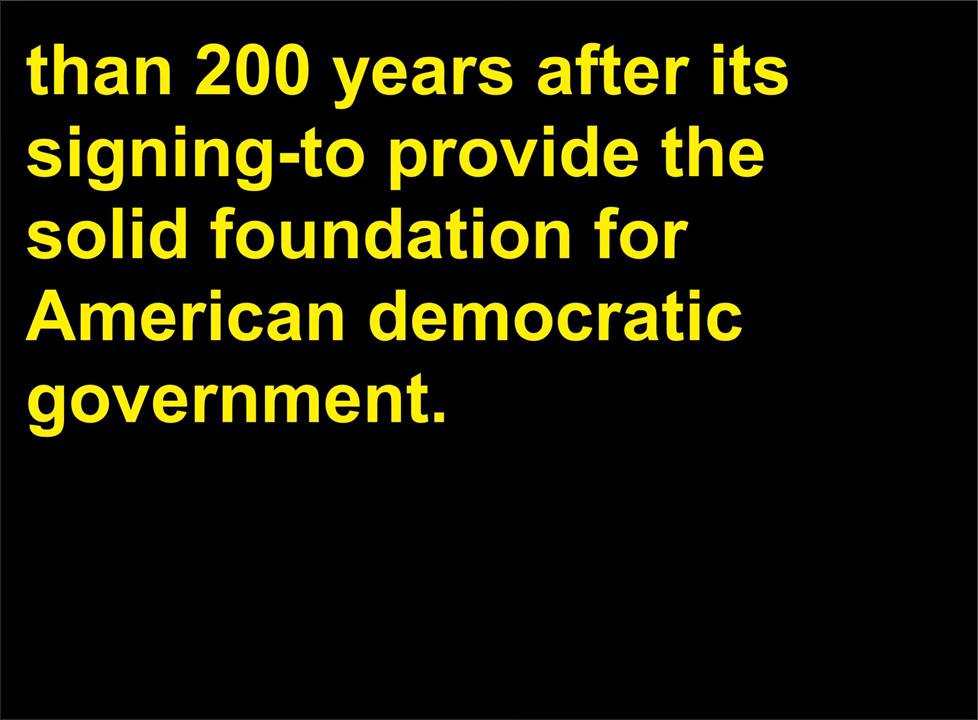 than 200 years after its
signing-to provide the
solid foundation for
American democratic
government.